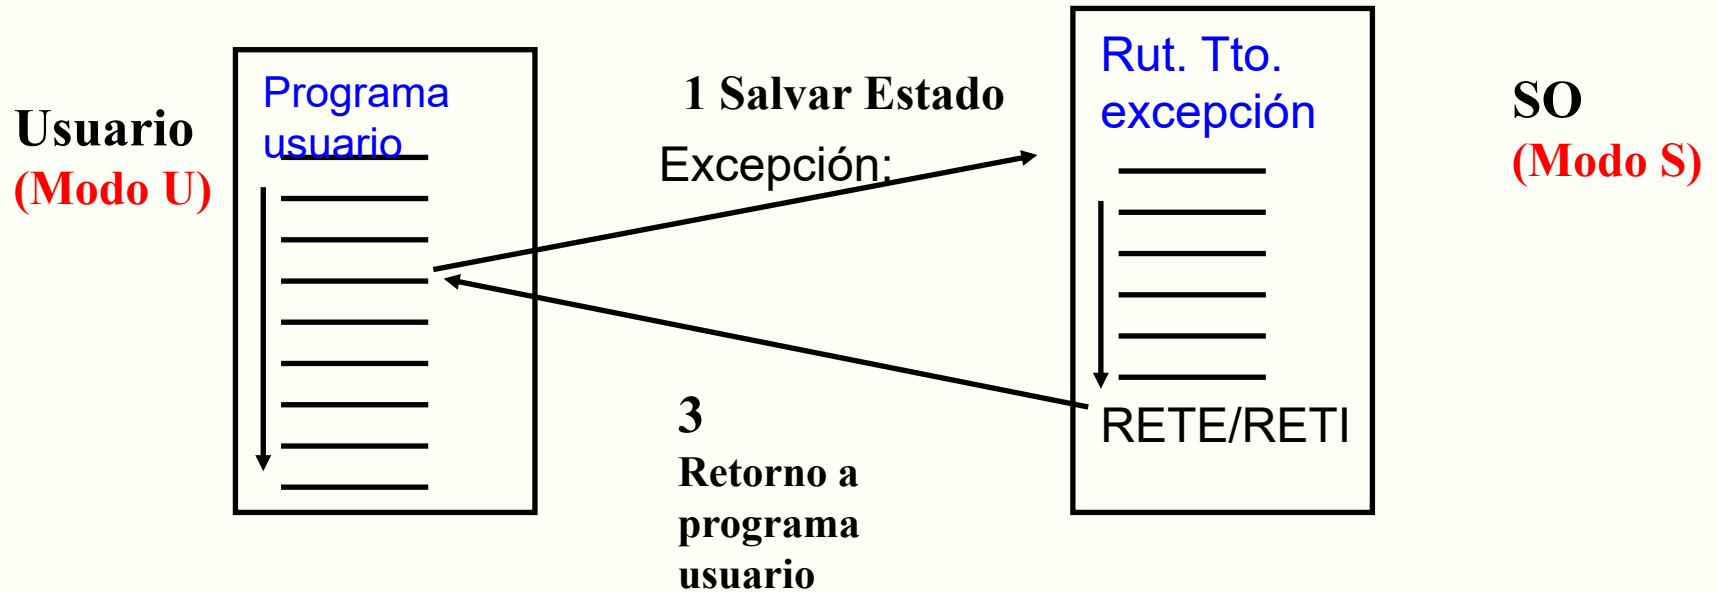 Usuario
(Modo U)
Programa
usuario
1 Salvar Estado
Excepción:
3
Retorno a
programa
usuario
Rut. Tto.
excepción
RETE/RETI
SO
(Modo S)